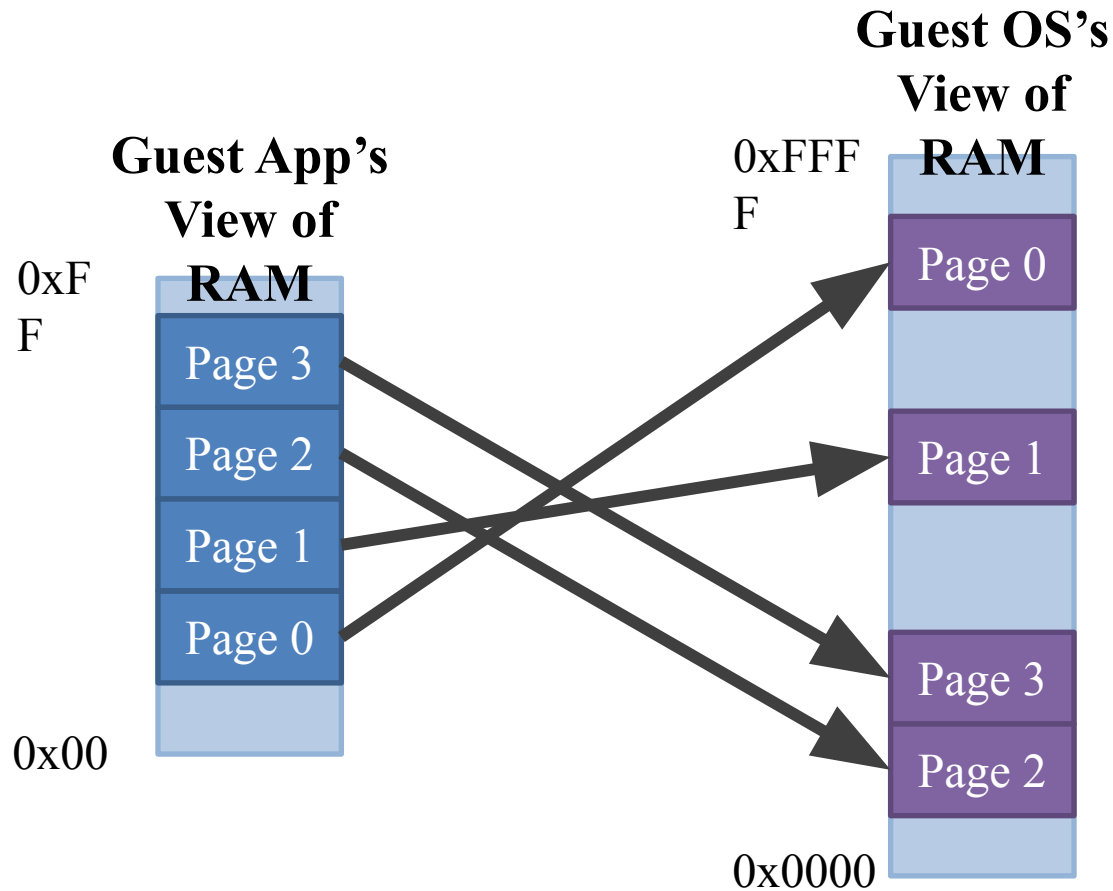 Guest App’s
View of
RAM
0xF
F
Page 3
Page 2
Page 1
Page 0
0x00
Guest OS’s
View of
RAM
0xFFF
F
Page 0
Page 1
Page 3
Page 2
0x0000